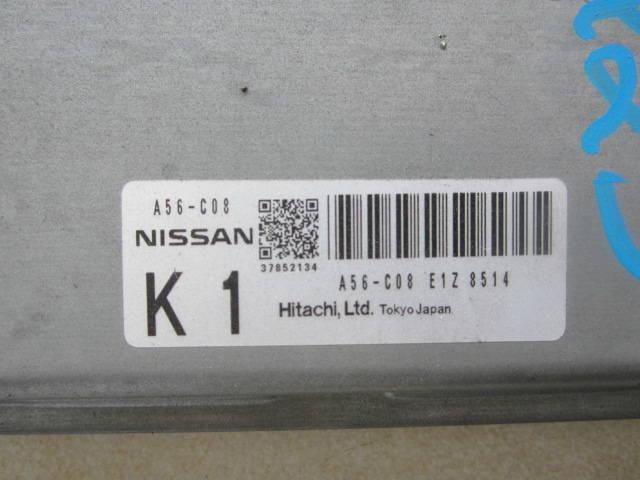 A56-C08
NISSAN
37852134
K 1
A56-C08 E1Z 8514
Hitachi, Ltd. Tokyo Japan